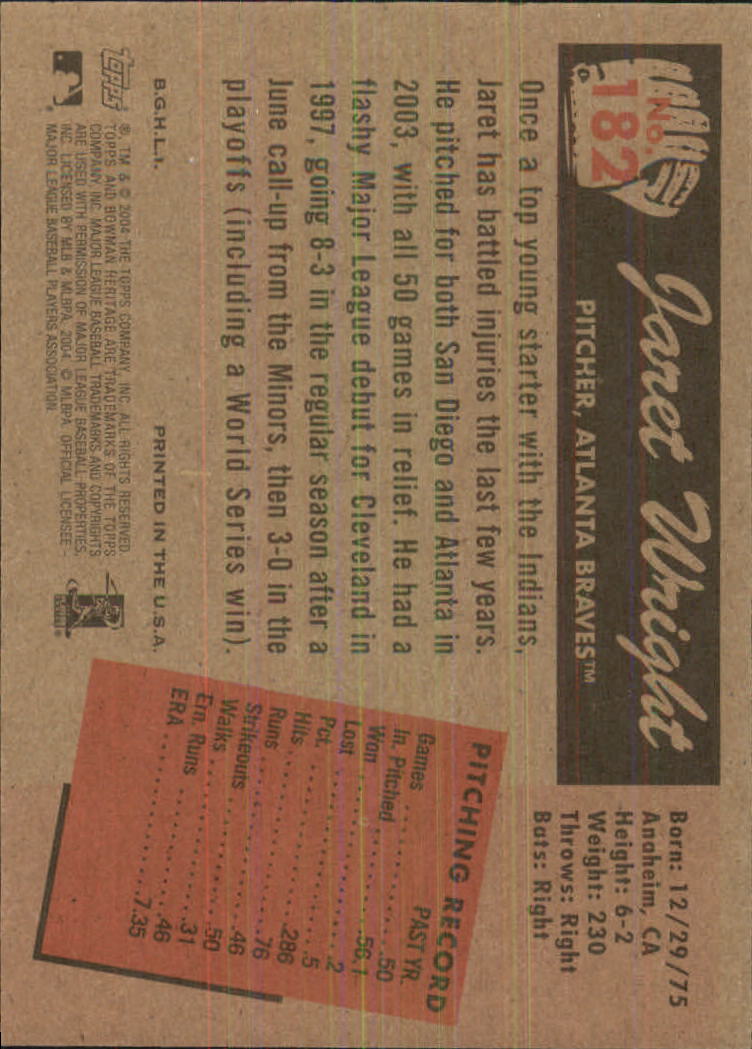 No.
182
Jaret Wright
PITCHER, ATLANTA BRAVES™
Born: 12/29/75
Anaheim, CA
Height: 6-2
Weight: 230
Throws: Right
Bats: Right
Once a top young starter with the Indians,
Jaret has battled injuries the last few years.
He pitched for both San Diego and Atlanta in
2003, with all 50 games in relief. He had a
flashy Major League debut for Cleveland in
1997, going 8-3 in the regular season after a
June call-up from the Minors, then 3-0 in the
playoffs (including a World Series win).
PITCHING RECORD
PAST YR.
Games ..........50
In. Pitched ..........56.1
Won ..........2
Lost ..........5
Pct. ..........286
Hits ..........76
Runs ..........46
Strikeouts ..........50
Walks ..........31
Ern. Runs ..........46
ERA ..........7.35
B.G.H.L.I. PRINTED IN THE U.S.A.
TOPPS
®, TM & © 2004 THE TOPPS COMPANY, INC. ALL RIGHTS RESERVED.
TOPPS AND BOWMAN HERITAGE ARE TRADEMARKS OF THE TOPPS
COMPANY, INC. MAJOR LEAGUE BASEBALL TRADEMARKS AND COPYRIGHTS
ARE USED WITH PERMISSION OF MAJOR LEAGUE BASEBALL PROPERTIES,
INC. LICENSED BY MLB & MLBPA 2004. © MLBPA. OFFICIAL LICENSEE-
MAJOR LEAGUE BASEBALL PLAYERS ASSOCIATION.